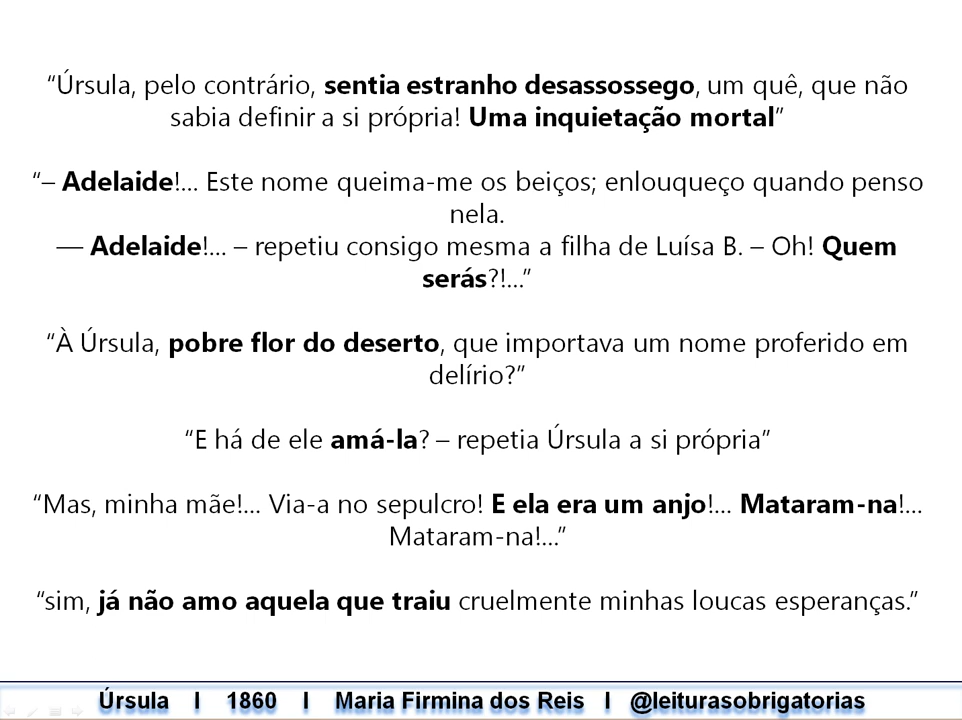 “Úrsula, pelo contrário, sentia estranho desassossego, um quê, que não
sabia definir a si própria! Uma inquietação mortal”
“– Adelaide!... Este nome queima-me os beiços; enlouqueço quando penso
nela.
— Adelaide!... – repetiu consigo mesma a filha de Luísa B. – Oh! Quem
serás?!...”
“À Úrsula, pobre flor do deserto, que importava um nome proferido em
delírio?”
“E há de ele amá-la? – repetia Úrsula a si própria”
“Mas, minha mãe!... Via-a no sepulcro! E ela era um anjo!... Mataram-na!...
Mataram-na!...”
“sim, já não amo aquela que traiu cruelmente minhas loucas esperanças.”
Úrsula I 1860 I Maria Firmina dos Reis I @leiturasobrigatorias